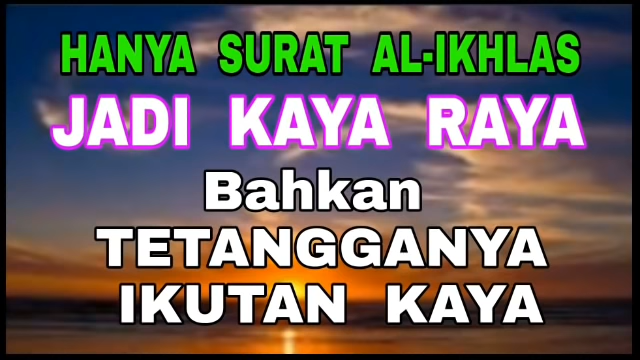 HANYA SURAT AL-IKHLAS
JADI KAYA RAYA
Bahkan
TETANGGANYA
IKUTAN KAYA